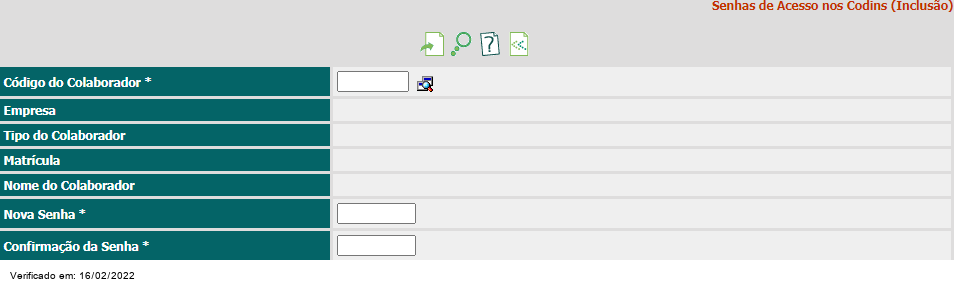 Senhas de Acesso nos Codins (Inclusão)
Código do Colaborador *
Empresa
Tipo do Colaborador
Matrícula
Nome do Colaborador
Nova Senha *
Confirmação da Senha *
Verificado em: 16/02/2022